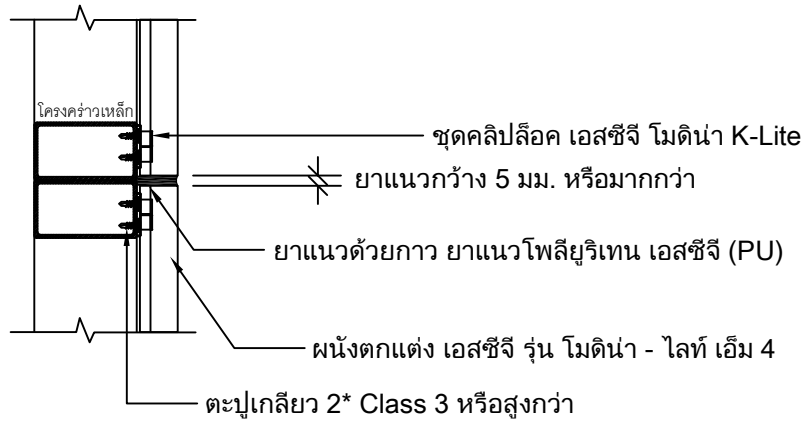 โครงคร่าวเหล็ก
ชุดคลิปล็อค เอสซีจี โมดิน่า K-Lite
ยาแนวกว้าง 5 มม. หรือมากกว่า
ยาแนวด้วยกาว ยาแนวโพลียูริเทน เอสซีจี (PU)
ผนังตกแต่ง เอสซีจี รุ่น โมดิน่า - ไลท์ เอ็ม 4
ตะปูเกลียว 2* Class 3 หรือสูงกว่า